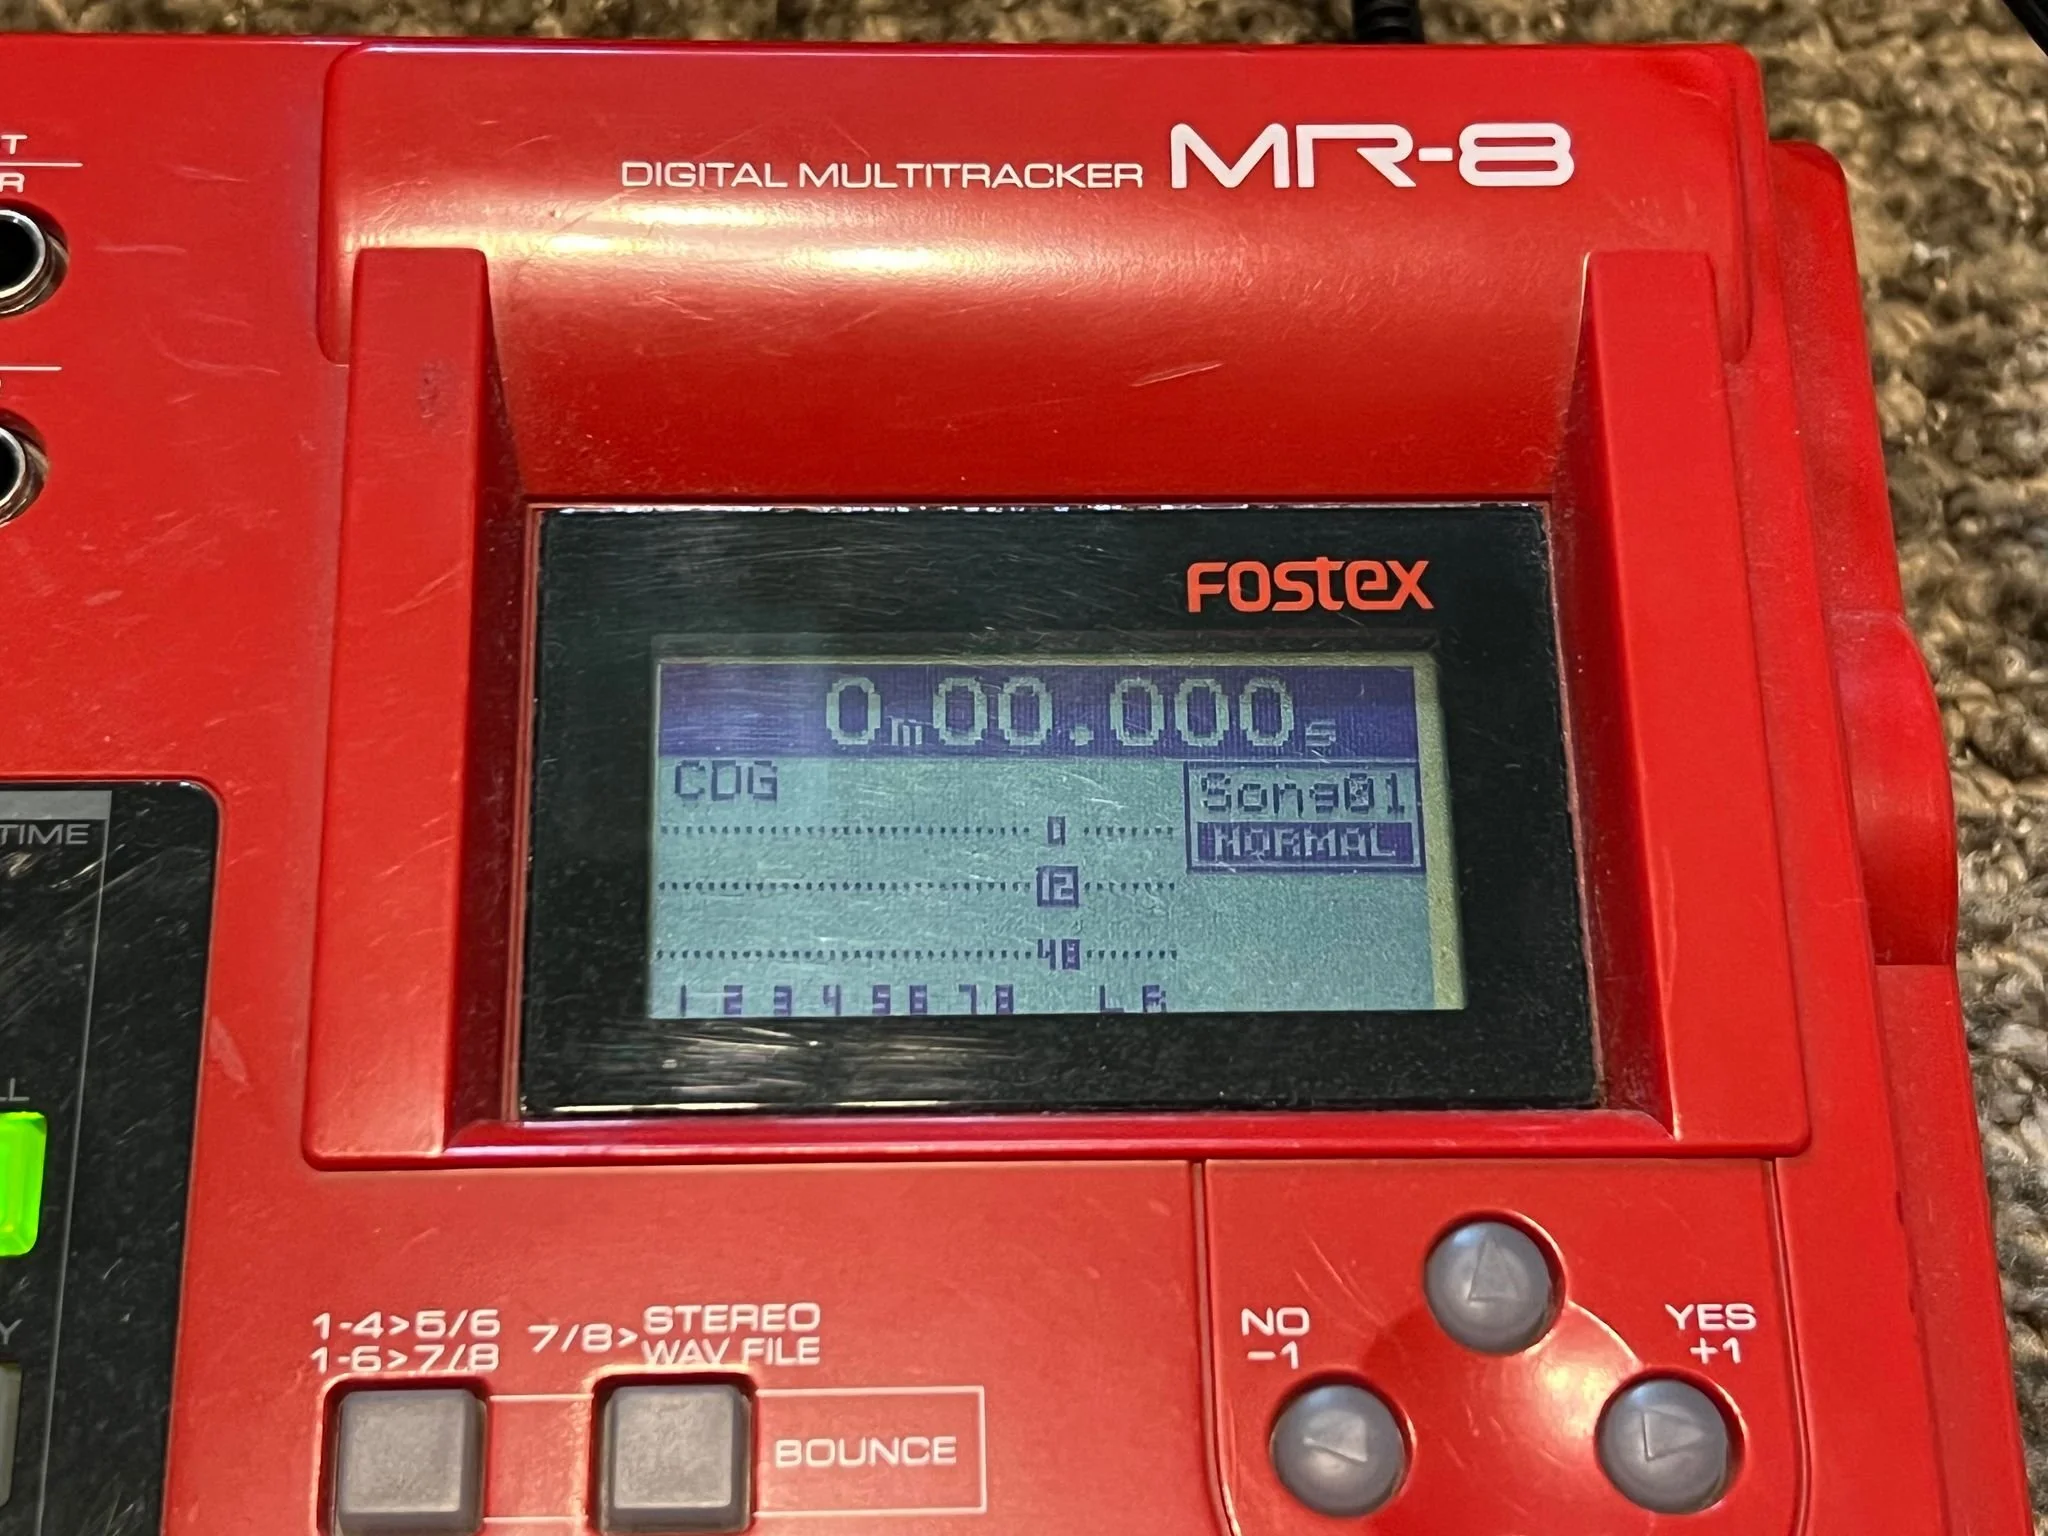 DIGITAL MULTITRACKER MR-8
T
R
FOSTEX
0m00.000s
CDG
Song01
NORMAL
0
12
48
1 2 3 4 5 6 7 8 L R
TIME
LL
Y
1-4>5/6
1-6>7/8
7/8>STEREO
WAV FILE
BOUNCE
NO
-1
YES
+1